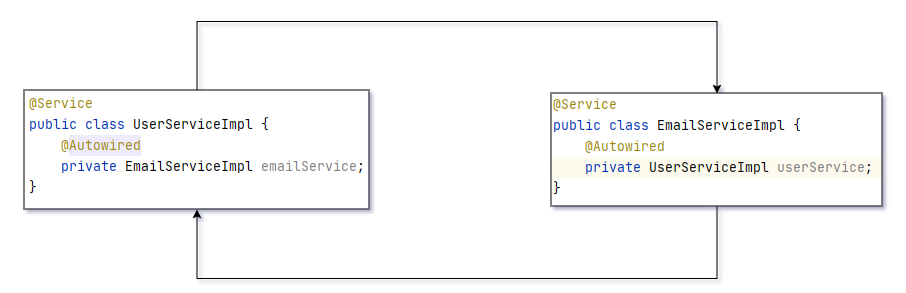 @Service
public class UserServiceImpl {
    @Autowired
    private EmailServiceImpl emailService;
}
@Service
public class EmailServiceImpl {
    @Autowired
    private UserServiceImpl userService;
}